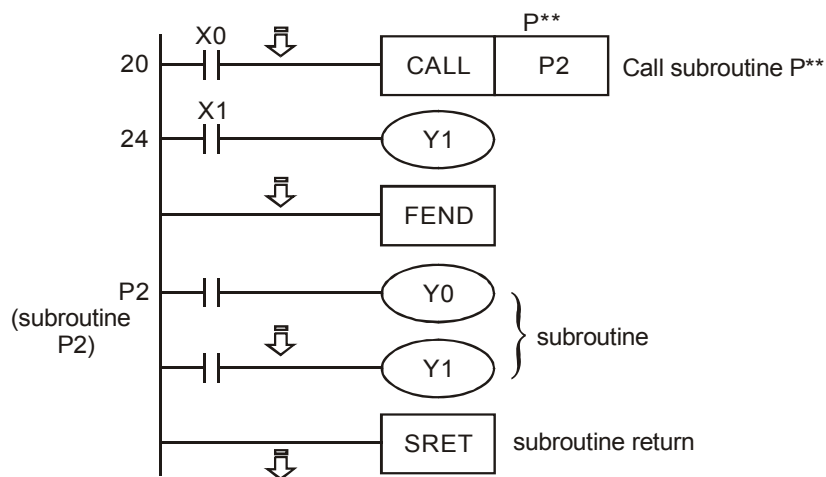 P**
X0
20
CALL
P2
Call subroutine P**
X1
24
Y1
FEND
P2
(subroutine
P2)
Y0
subroutine
Y1
SRET
subroutine return